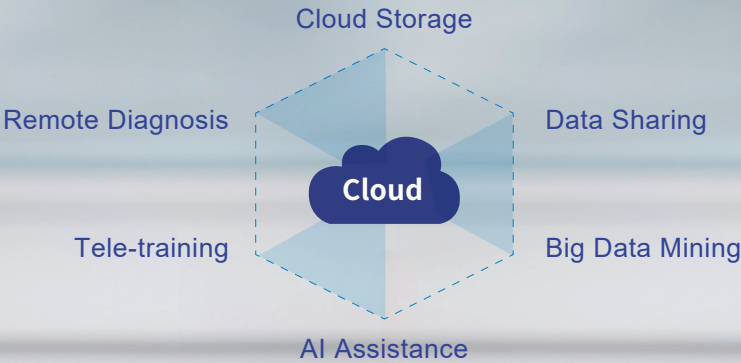 Cloud Storage
Remote Diagnosis
Data Sharing
Cloud
Tele-training
Big Data Mining
AI Assistance